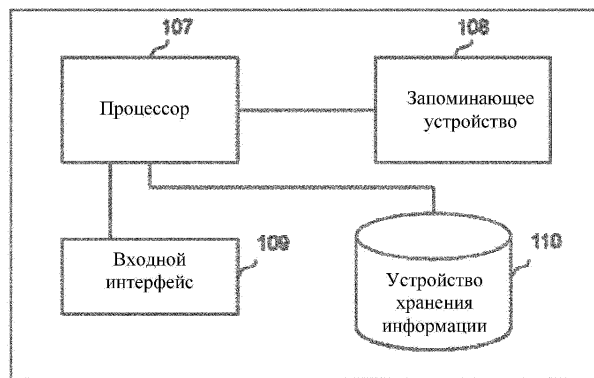 107
108
Процессор
Запоминающее
устройство
109
110
Входной
интерфейс
Устройство
хранения
информации